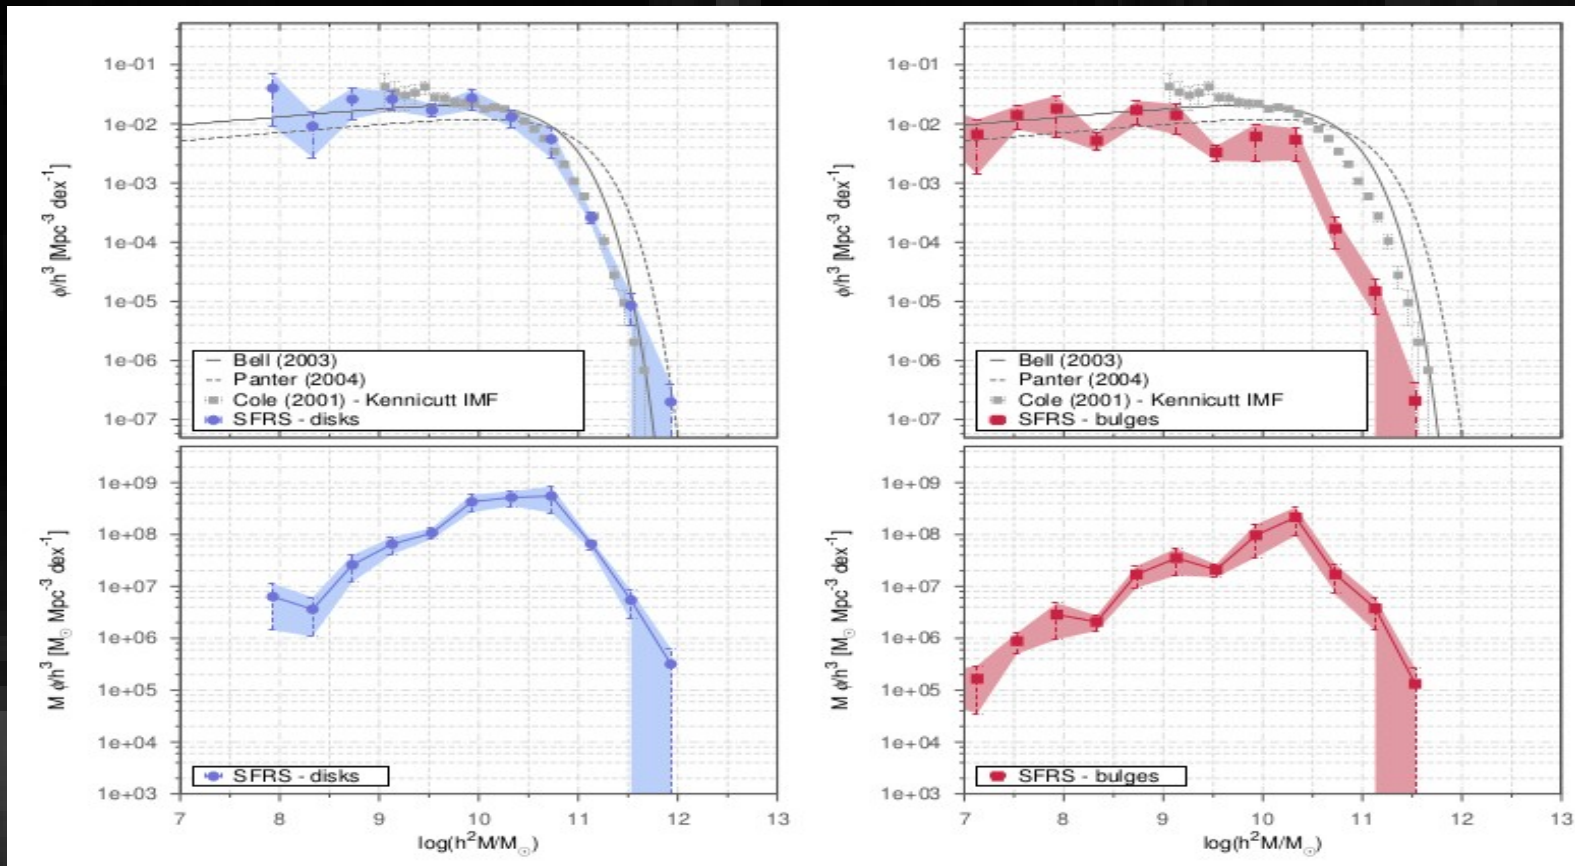 1e-01
1e-02
1e-03
1e-04
1e-05
1e-06
1e-07
ϕ/h³ [Mpc⁻³ dex⁻¹]
Bell (2003)
Panter (2004)
Cole (2001) - Kennicutt IMF
SFRS - disks
1e-01
1e-02
1e-03
1e-04
1e-05
1e-06
1e-07
ϕ/h³ [Mpc⁻³ dex⁻¹]
Bell (2003)
Panter (2004)
Cole (2001) - Kennicutt IMF
SFRS - bulges
1e+09
1e+08
1e+07
1e+06
1e+05
1e+04
1e+03
M ϕ/h³ [M☉ Mpc⁻³ dex⁻¹]
SFRS - disks
7 8 9 10 11 12 13
log(h²M/M☉)
1e+09
1e+08
1e+07
1e+06
1e+05
1e+04
1e+03
M ϕ/h³ [M☉ Mpc⁻³ dex⁻¹]
SFRS - bulges
7 8 9 10 11 12 13
log(h²M/M☉)